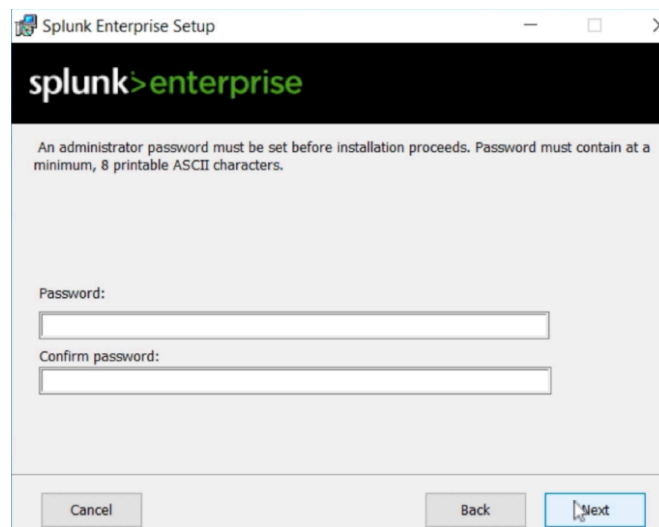 Splunk Enterprise Setup
splunk>enterprise
An administrator password must be set before installation proceeds. Password must contain at a
minimum, 8 printable ASCII characters.
Password:
Confirm password:
Cancel
Back
Next